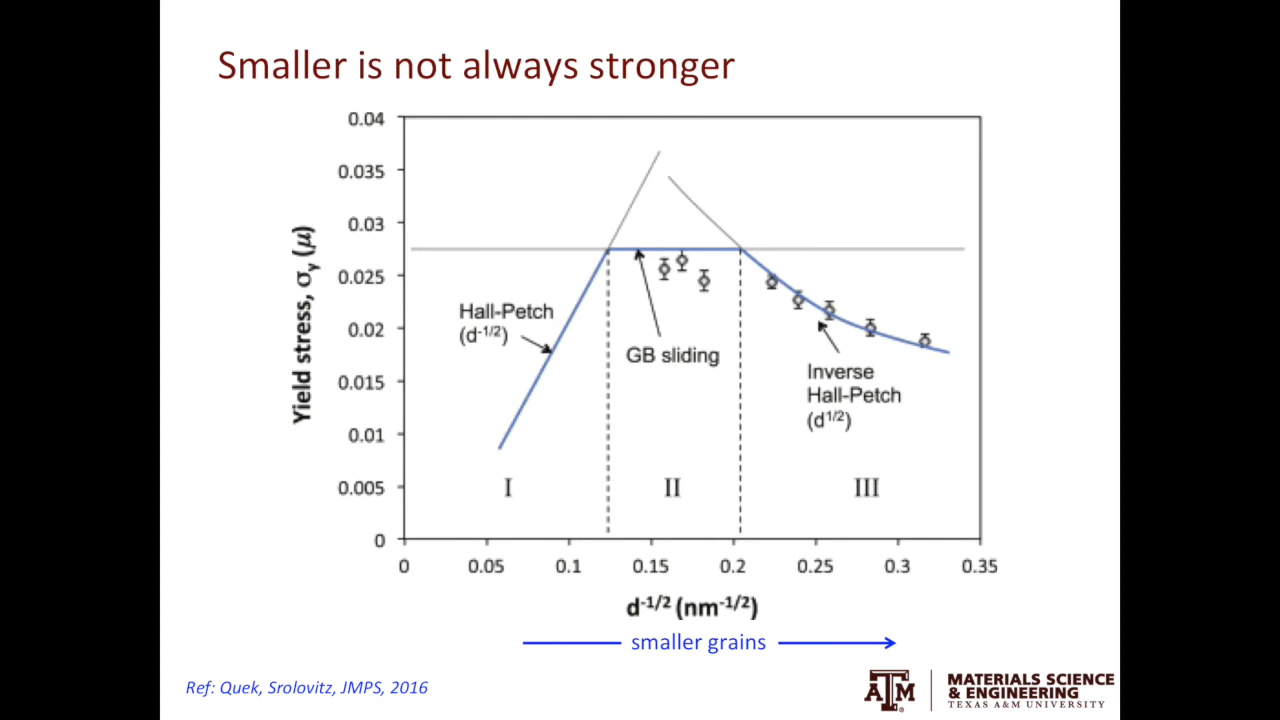 Smaller is not always stronger
0.04
0.035
0.03
0.025
0.02
0.015
0.01
0.005
0
Yield stress, σy (μ)
Hall-Petch
(d-1/2)
GB sliding
Inverse
Hall-Petch
(d1/2)
I
II
III
0
0.05
0.1
0.15
0.2
0.25
0.3
0.35
d-1/2 (nm-1/2)
smaller grains
Ref: Quek, Srolovitz, JMPS, 2016
ATM
MATERIALS SCIENCE
& ENGINEERING
TEXAS A&M UNIVERSITY